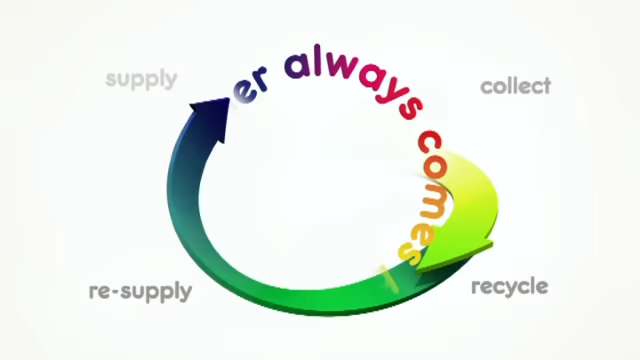 supply
er always comes
collect
re-supply
recycle